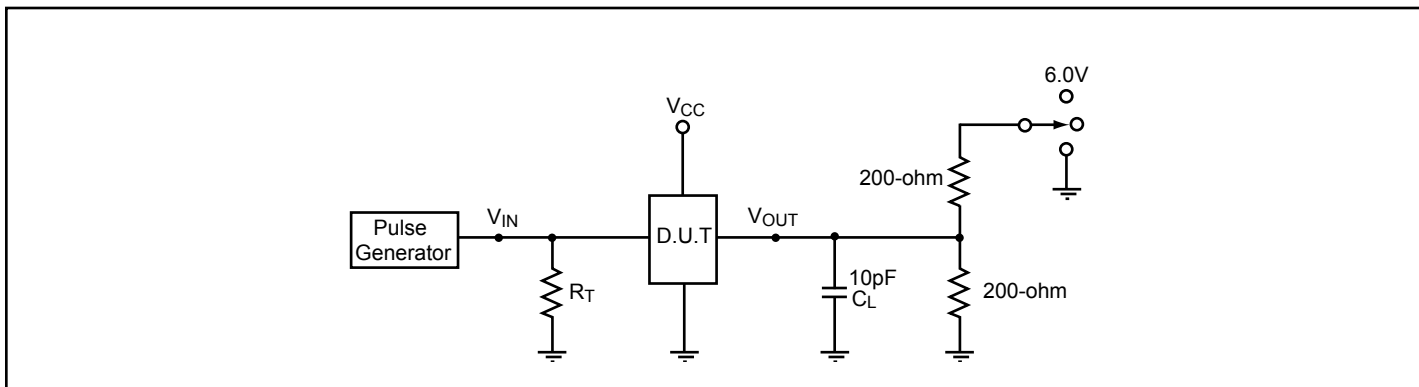 6.0V
VCC
200-ohm
VIN
VOUT
Pulse
Generator
D.U.T
10pF
CL
200-ohm
RT